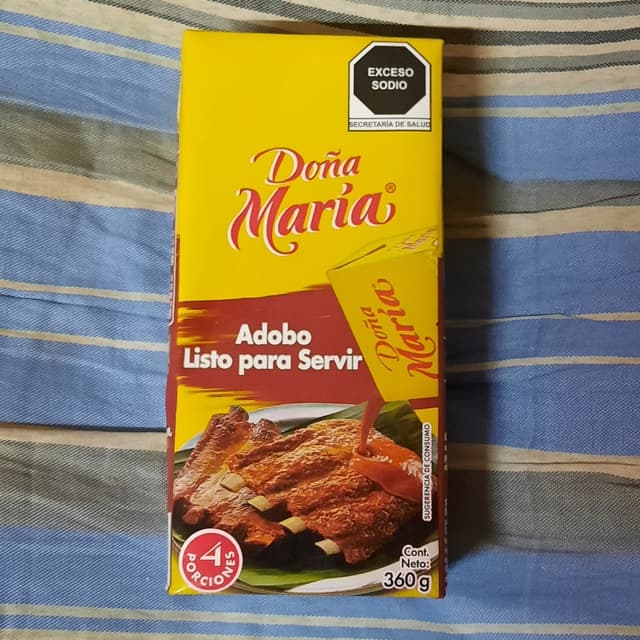 EXCESO
SODIO
SECRETARÍA DE SALUD
Doña
María®
Doña
María®
Adobo
Listo para Servir
SUGERENCIA DE CONSUMO
4
PORCIONES
Cont.
Neto:
360 g